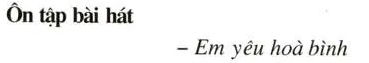 Ôn tập bài hát
– Em yêu hoà bình